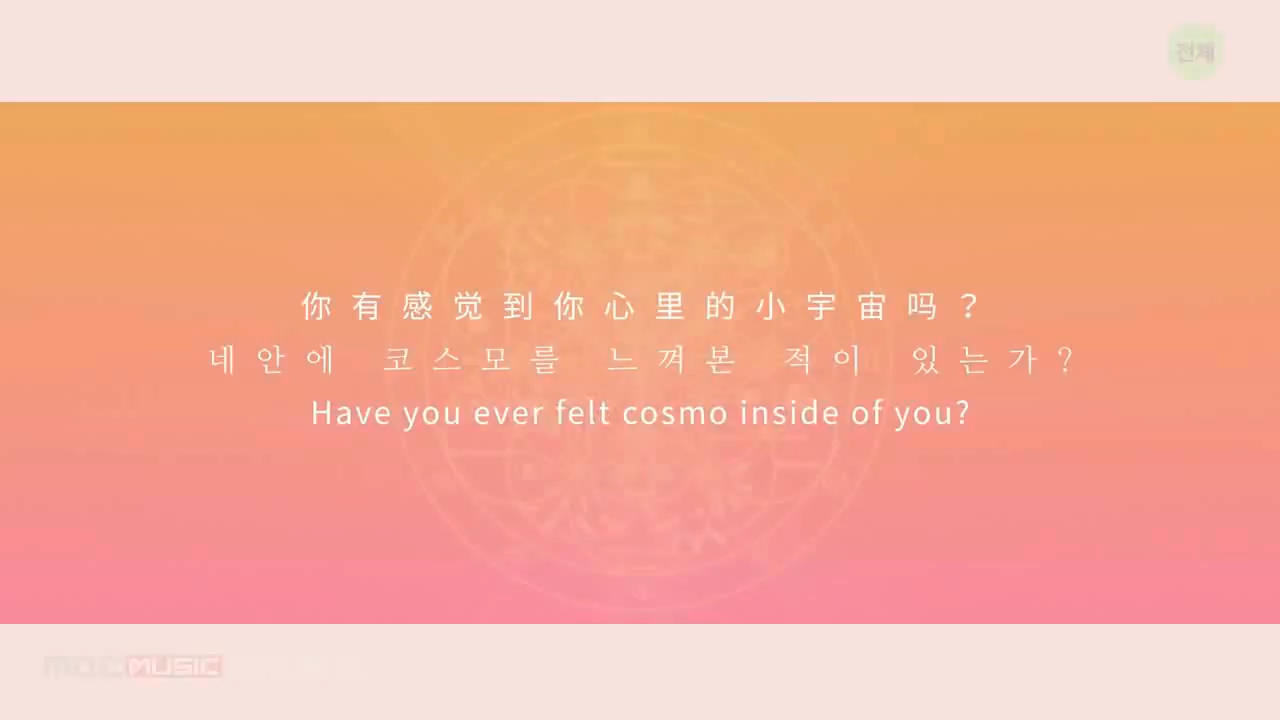 전체
你有感觉到你心里的小宇宙吗？
네안에 코스모를 느껴본 적이 있는가?
Have you ever felt cosmo inside of you?
MUSIC